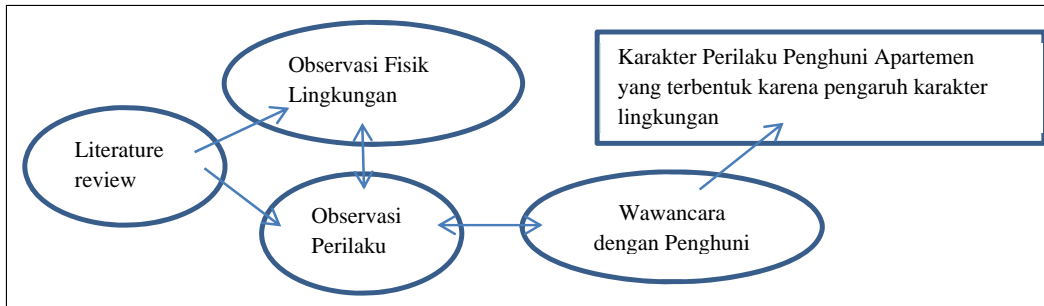 Literature
review
Observasi Fisik
Lingkungan
Observasi
Perilaku
Wawancara
dengan Penghuni
Karakter Perilaku Penghuni Apartemen
yang terbentuk karena pengaruh karakter
lingkungan